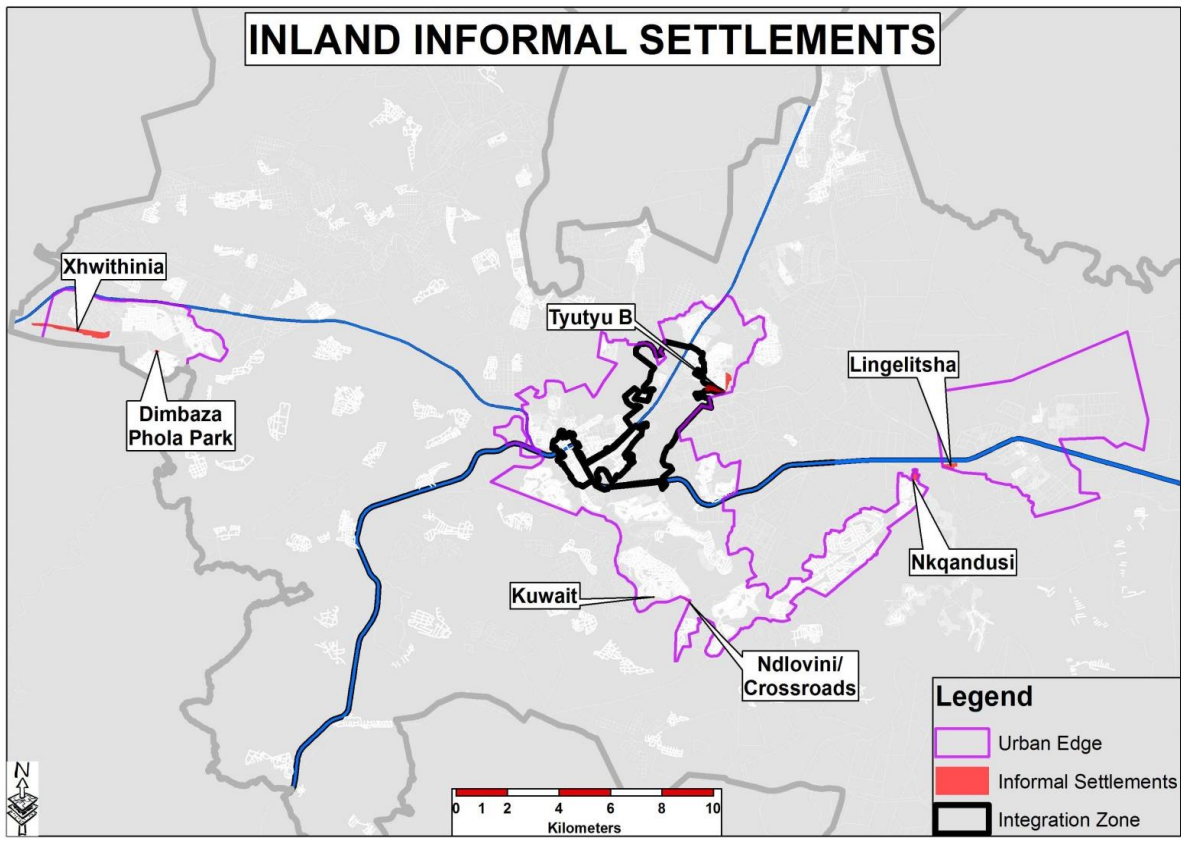 INLAND INFORMAL SETTLEMENTS
Xhwithinia
Tyutyu B
Lingelitsha
Dimbaza
Phola Park
Nkqandusi
Kuwait
Ndlovini/
Crossroads
Legend
Urban Edge
Informal Settlements
Integration Zone
N
0 1 2 4 6 8 10
Kilometers